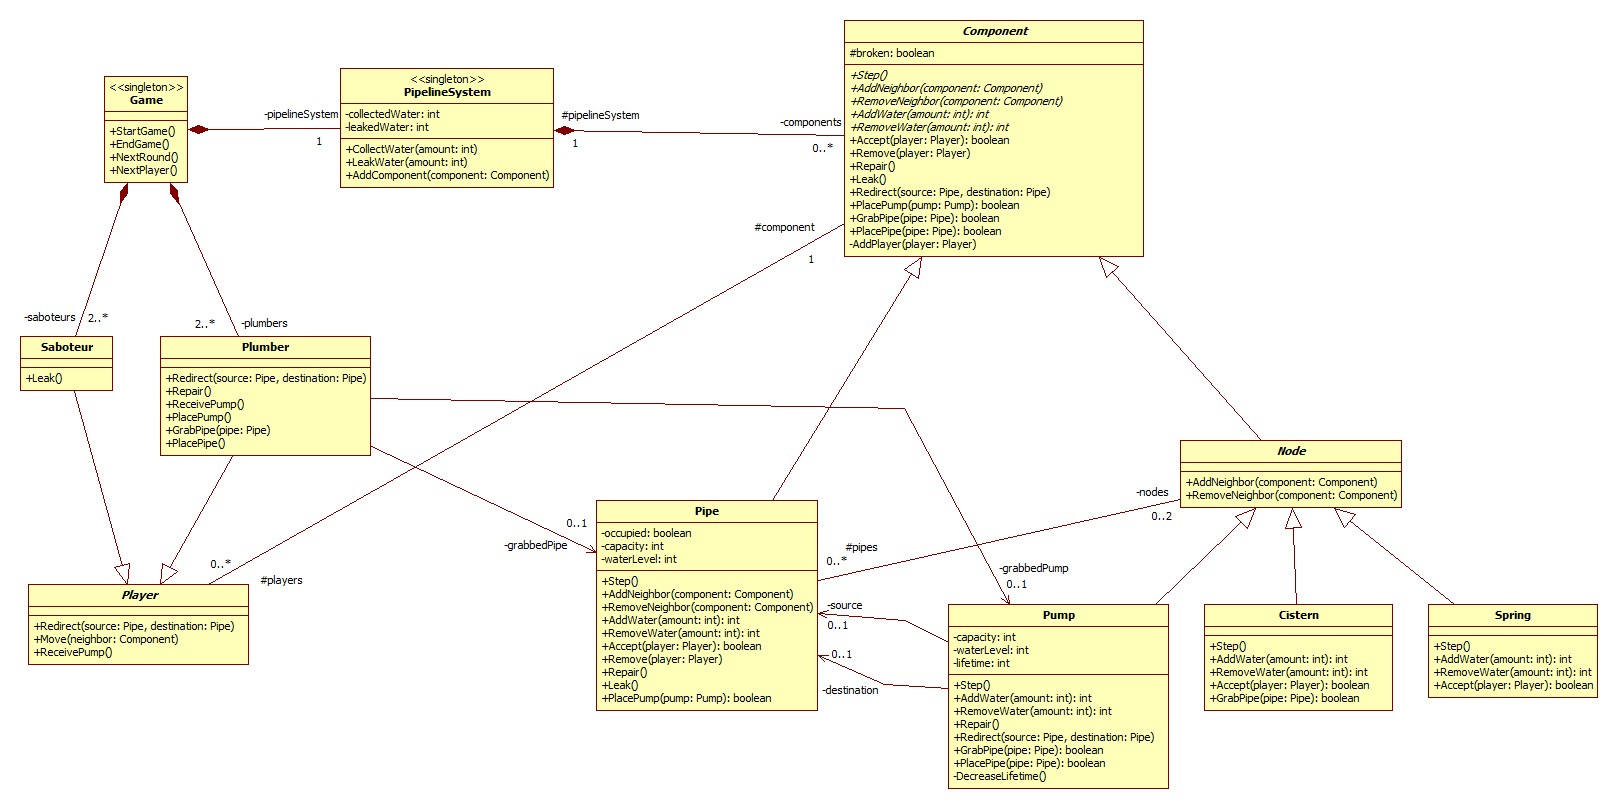 <<singleton>>
Game
+StartGame()
+EndGame()
+NextRound()
+NextPlayer()
-pipelineSystem
1
<<singleton>>
PipelineSystem
-collectedWater: int
-leakedWater: int
+CollectWater(amount: int)
+LeakWater(amount: int)
+AddComponent(component: Component)
#pipelineSystem
1
-components
0..*
Component
#broken: boolean
+Step()
+AddNeighbor(component: Component)
+RemoveNeighbor(component: Component)
+AddWater(amount: int): int
+RemoveWater(amount: int): int
+Accept(player: Player): boolean
+Remove(player: Player)
+Repair()
+Leak()
+Redirect(source: Pipe, destination: Pipe)
+PlacePump(pump: Pump): boolean
+GrabPipe(pipe: Pipe): boolean
+PlacePipe(pipe: Pipe): boolean
-AddPlayer(player: Player)
#component
1
-saboteurs
2..*
2..*
-plumbers
Saboteur
+Leak()
Plumber
+Redirect(source: Pipe, destination: Pipe)
+Repair()
+ReceivePump()
+PlacePump()
+GrabPipe(pipe: Pipe)
+PlacePipe()
0..1
-grabbedPipe
0..*
#players
Player
+Redirect(source: Pipe, destination: Pipe)
+Move(neighbor: Component)
+ReceivePump()
Pipe
-occupied: boolean
-capacity: int
-waterLevel: int
+Step()
+AddNeighbor(component: Component)
+RemoveNeighbor(component: Component)
+AddWater(amount: int): int
+RemoveWater(amount: int): int
+Accept(player: Player): boolean
+Remove(player: Player)
+Repair()
+Leak()
+PlacePump(pump: Pump): boolean
#pipes
0..*
-nodes
0..2
-source
0..1
0..1
-destination
-grabbedPump
0..1
Node
+AddNeighbor(component: Component)
+RemoveNeighbor(component: Component)
Pump
-capacity: int
-waterLevel: int
-lifetime: int
+Step()
+AddWater(amount: int): int
+RemoveWater(amount: int): int
+Repair()
+Redirect(source: Pipe, destination: Pipe)
+GrabPipe(pipe: Pipe): boolean
+PlacePipe(pipe: Pipe): boolean
-DecreaseLifetime()
Cistern
+Step()
+AddWater(amount: int): int
+RemoveWater(amount: int): int
+Accept(player: Player): boolean
+GrabPipe(pipe: Pipe): boolean
Spring
+Step()
+AddWater(amount: int): int
+RemoveWater(amount: int): int
+Accept(player: Player): boolean